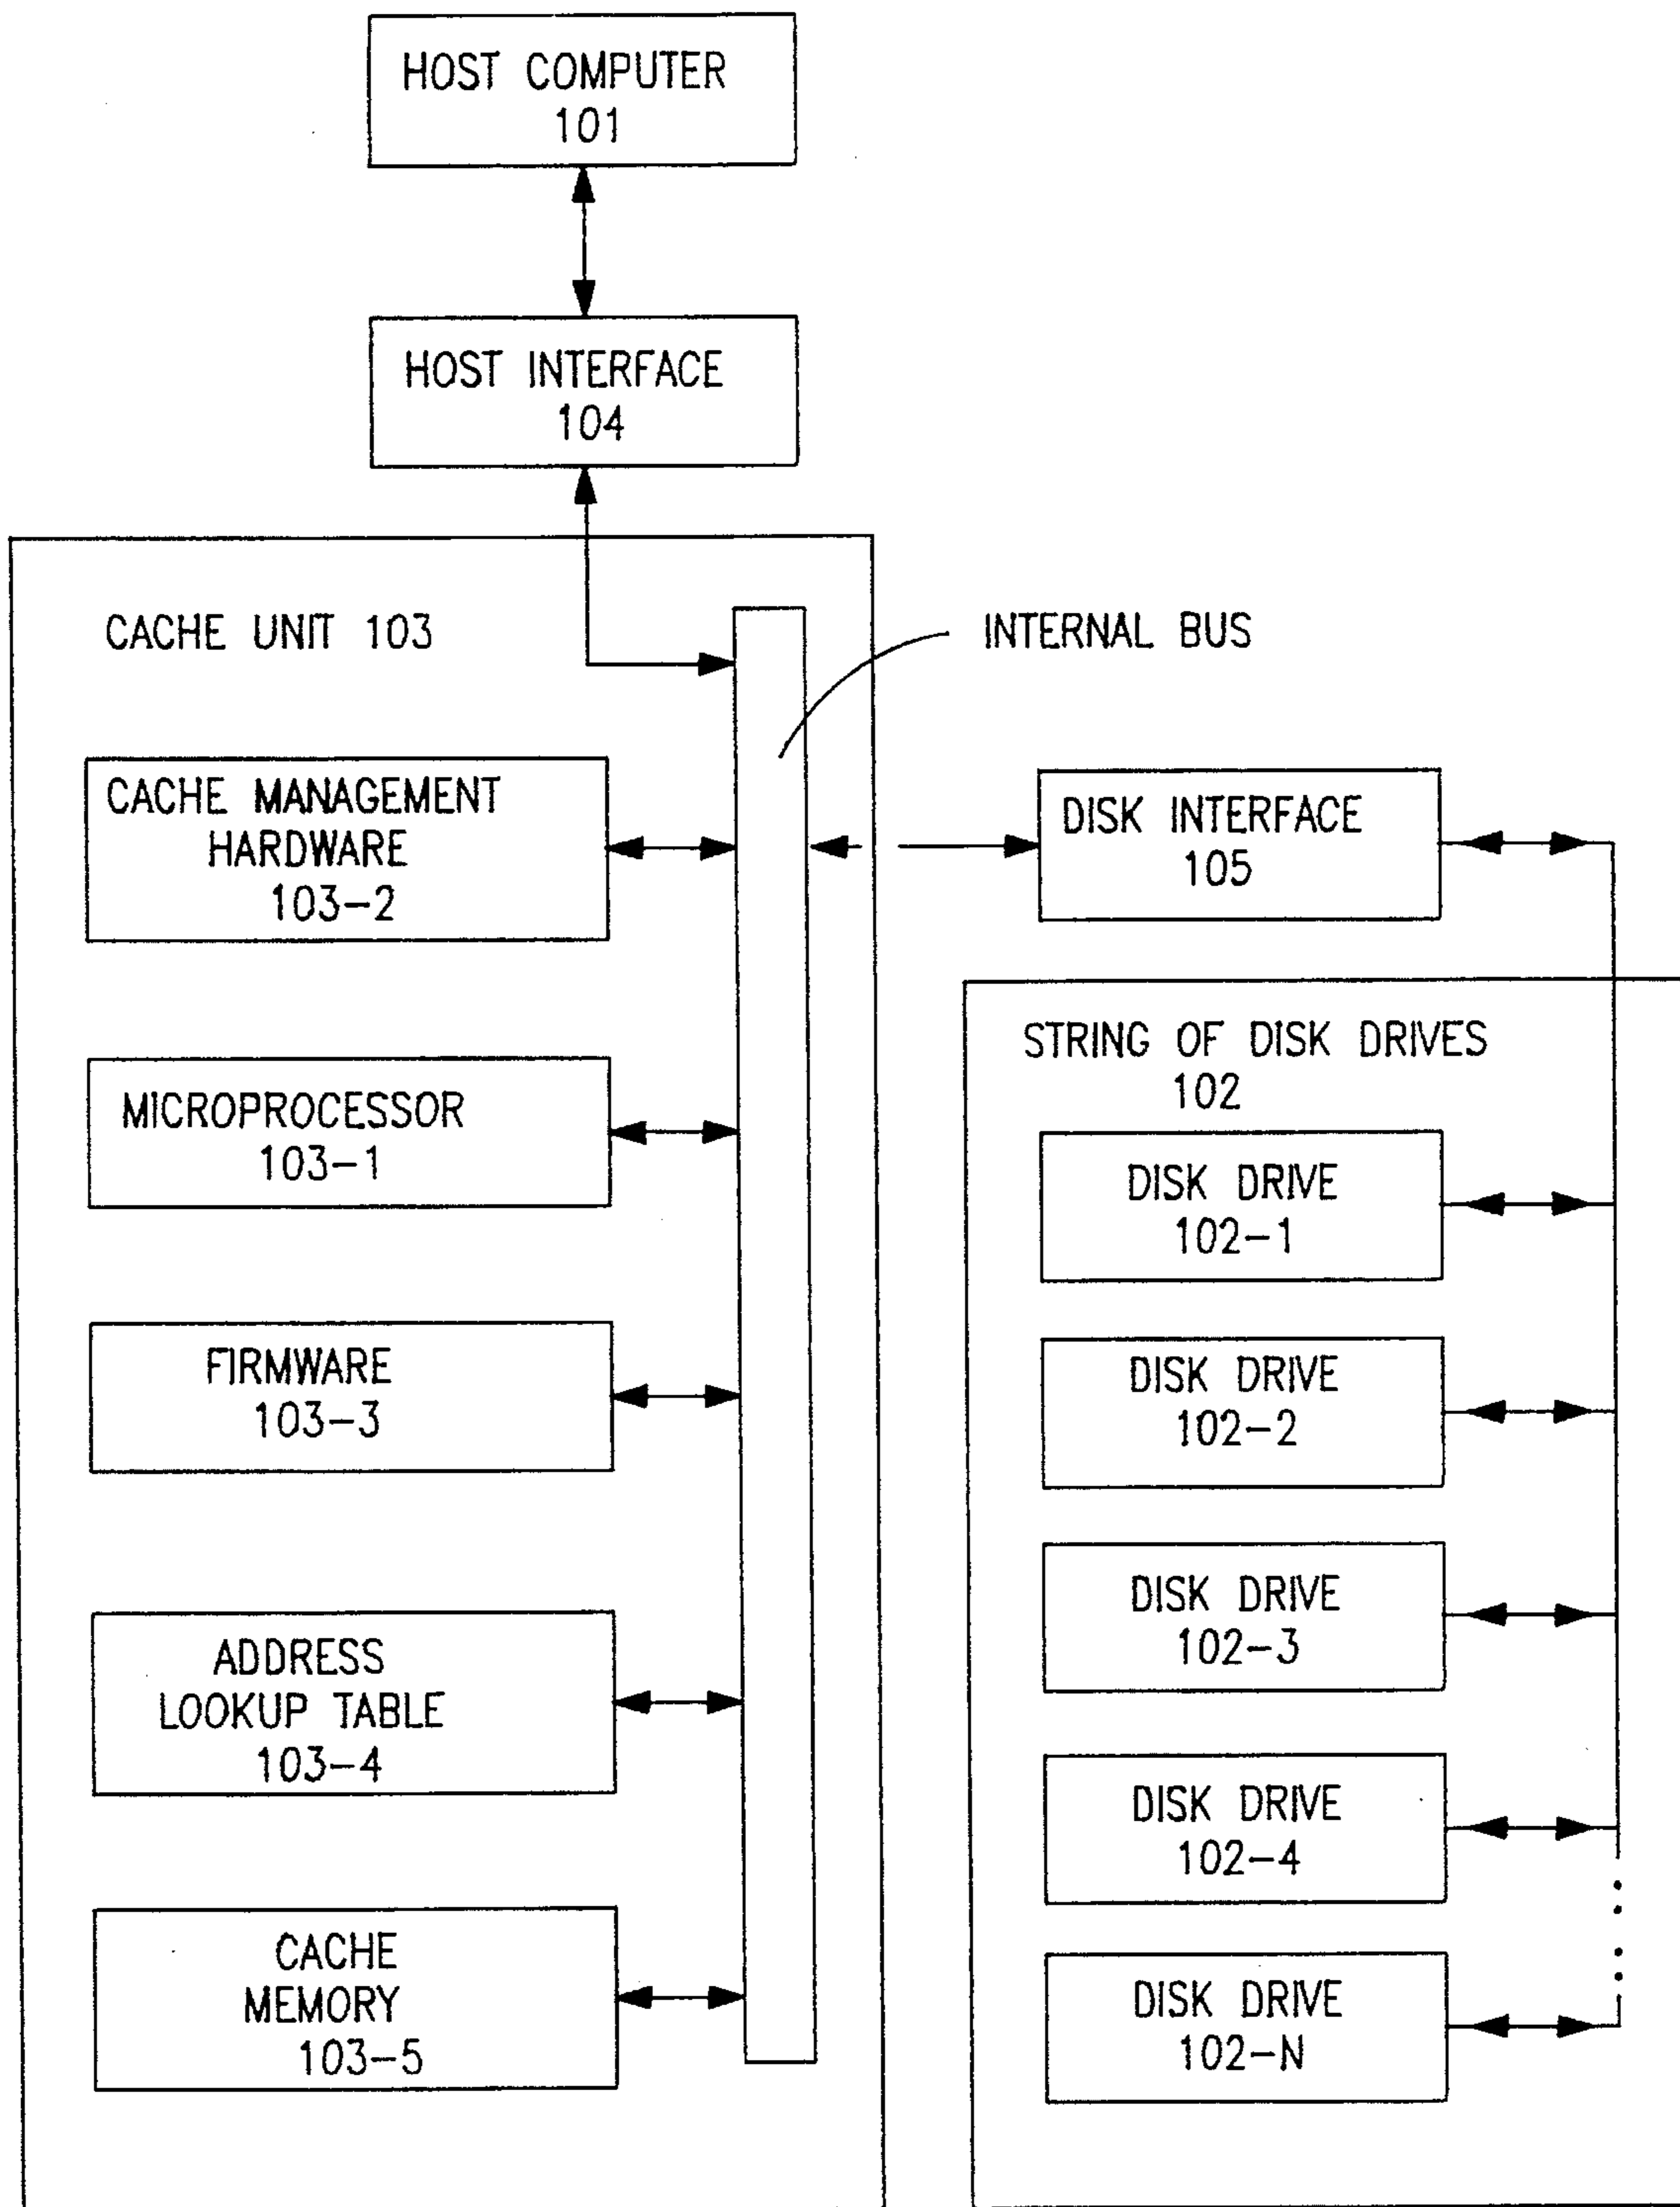 HOST COMPUTER
101
HOST INTERFACE
104
CACHE UNIT 103
INTERNAL BUS
CACHE MANAGEMENT
HARDWARE
103-2
DISK INTERFACE
105
MICROPROCESSOR
103-1
FIRMWARE
103-3
ADDRESS
LOOKUP TABLE
103-4
CACHE
MEMORY
103-5
STRING OF DISK DRIVES
102
DISK DRIVE
102-1
DISK DRIVE
102-2
DISK DRIVE
102-3
DISK DRIVE
102-4
DISK DRIVE
102-N